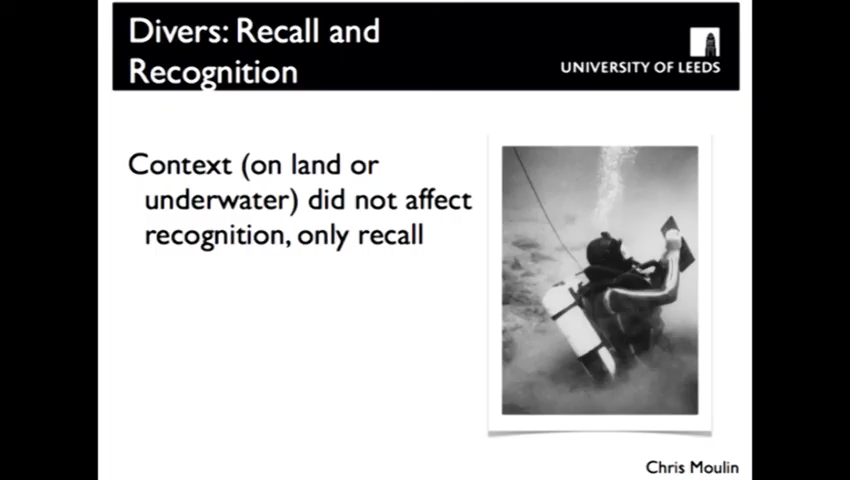 Divers: Recall and
Recognition
UNIVERSITY OF LEEDS
Context (on land or
underwater) did not affect
recognition, only recall
Chris Moulin